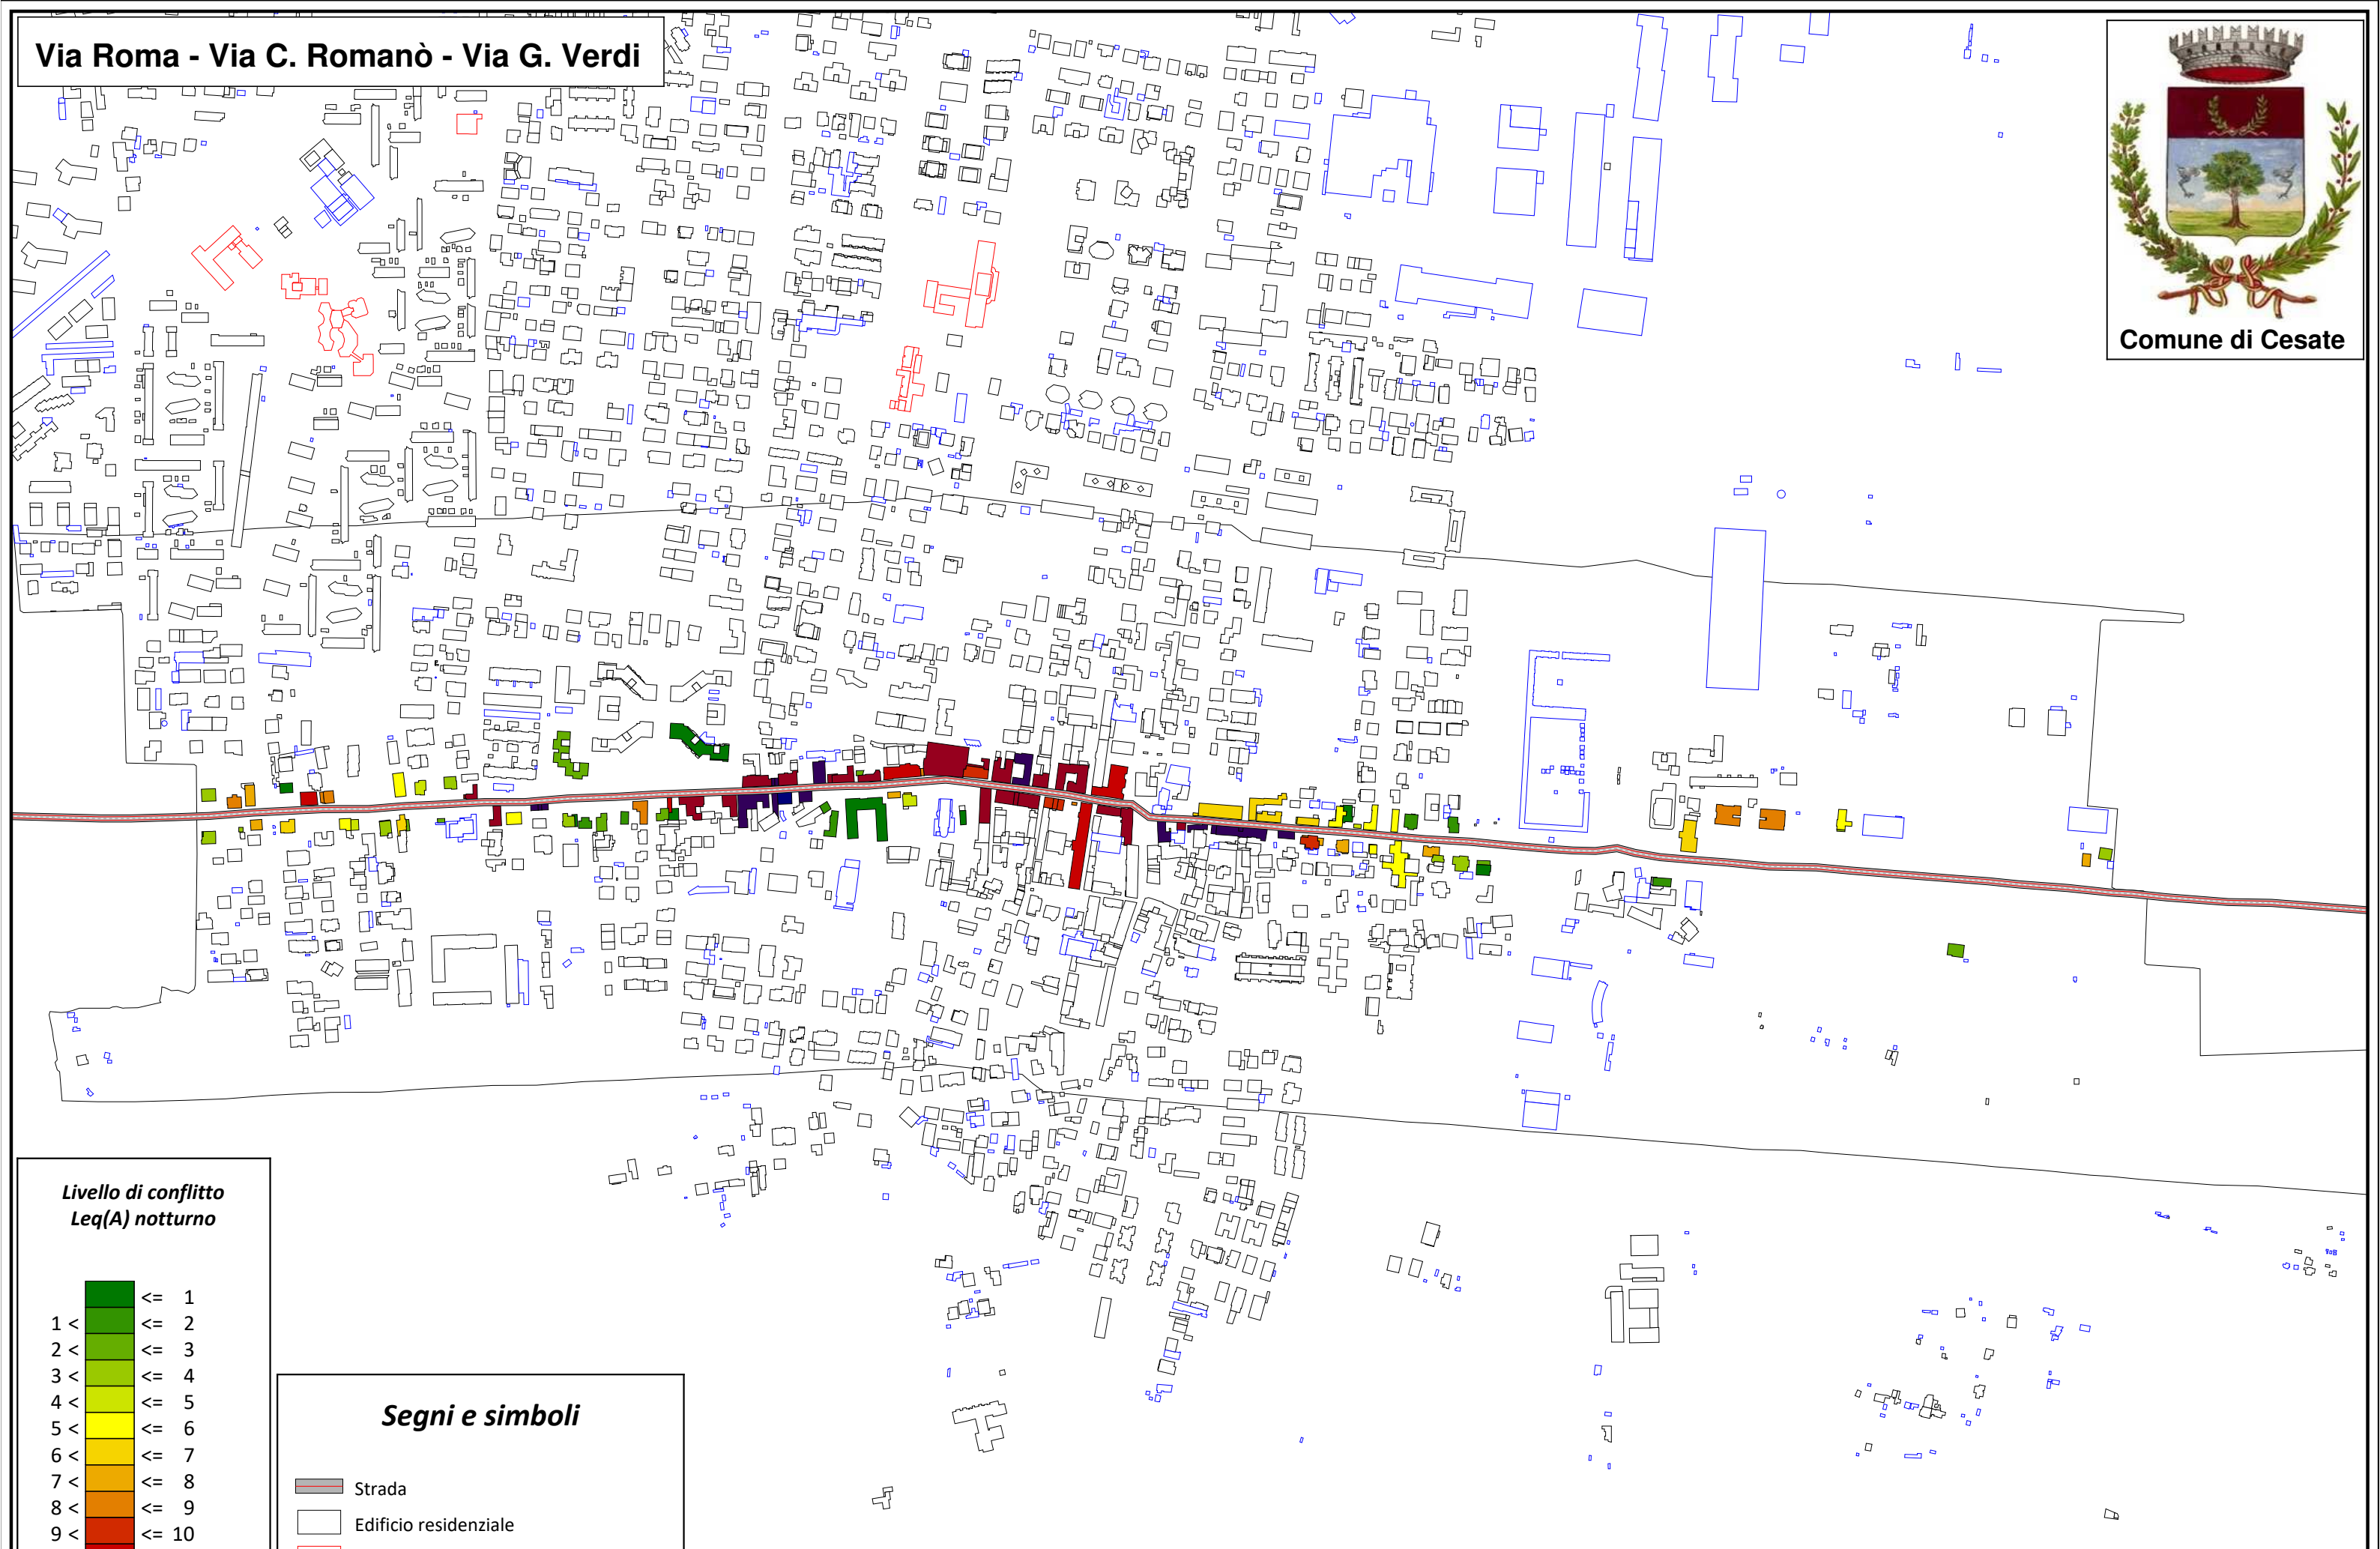 Via Roma - Via C. Romanò - Via G. Verdi
Comune di Cesate
Livello di conflitto
Leq(A) notturno
<= 1
1 < <= 2
2 < <= 3
3 < <= 4
4 < <= 5
5 < <= 6
6 < <= 7
7 < <= 8
8 < <= 9
9 < <= 10
Segni e simboli
Strada
Edificio residenziale